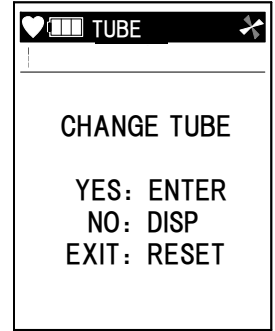 TUBE
CHANGE TUBE
YES: ENTER
NO: DISP
EXIT: RESET